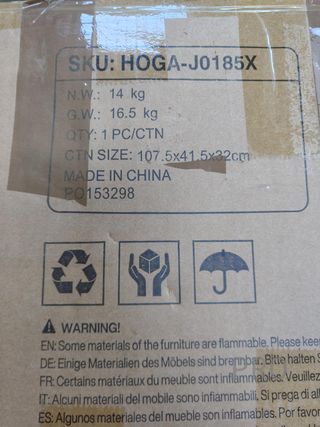 SKU: HOGA-J0185X
N.W.: 14 kg
G.W.: 16.5 kg
QTY: 1 PC/CTN
CTN SIZE: 107.5x41.5x32cm
MADE IN CHINA
PO153298
WARNING!
EN: Some materials of the furniture are flammable. Please kee
DE: Einige Materialien des Möbels sind brennbar. Bitte halten S
FR: Certains matériaux du meuble sont inflammables. Veuillez
IT: Alcuni materiali del mobile sono infiammabili. Si prega di al
ES: Algunos materiales del mueble son inflamables. Por favor